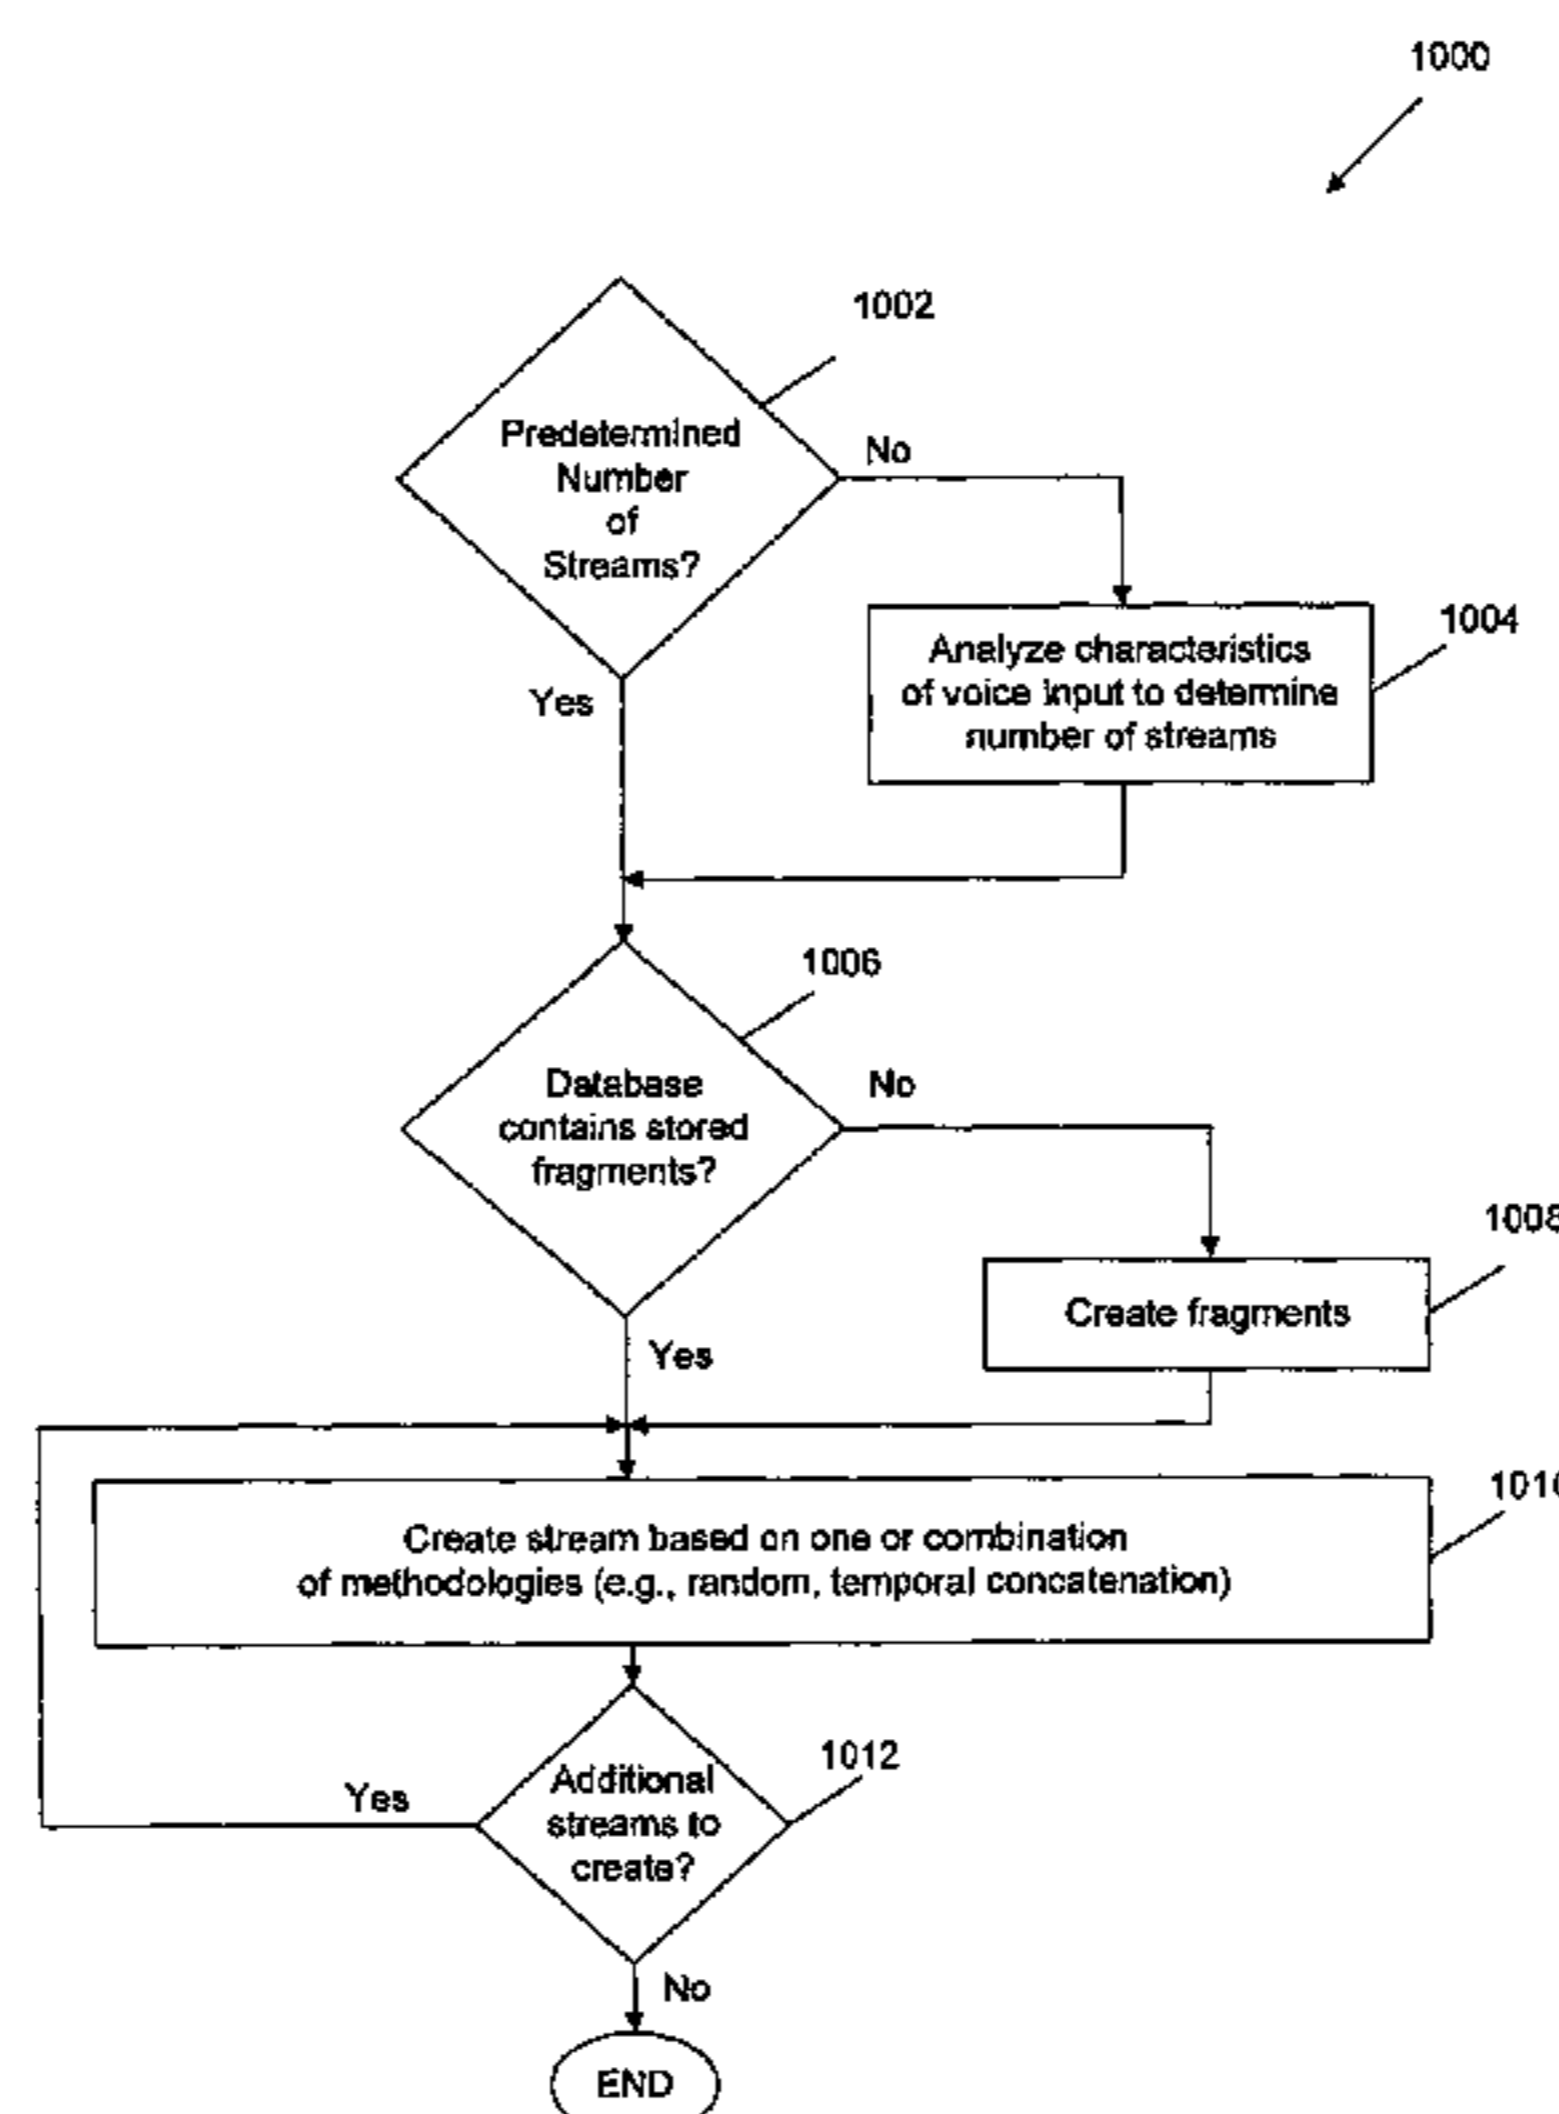 1000
1002
Predetermined
Number
of
Streams?
No
Yes
1004
Analyze characteristics
of voice input to determine
number of streams
1006
Database
contains stored
fragments?
No
Yes
1008
Create fragments
1010
Create stream based on one or combination
of methodologies (e.g., random, temporal concatenation)
1012
Additional
streams to
create?
Yes
No
END